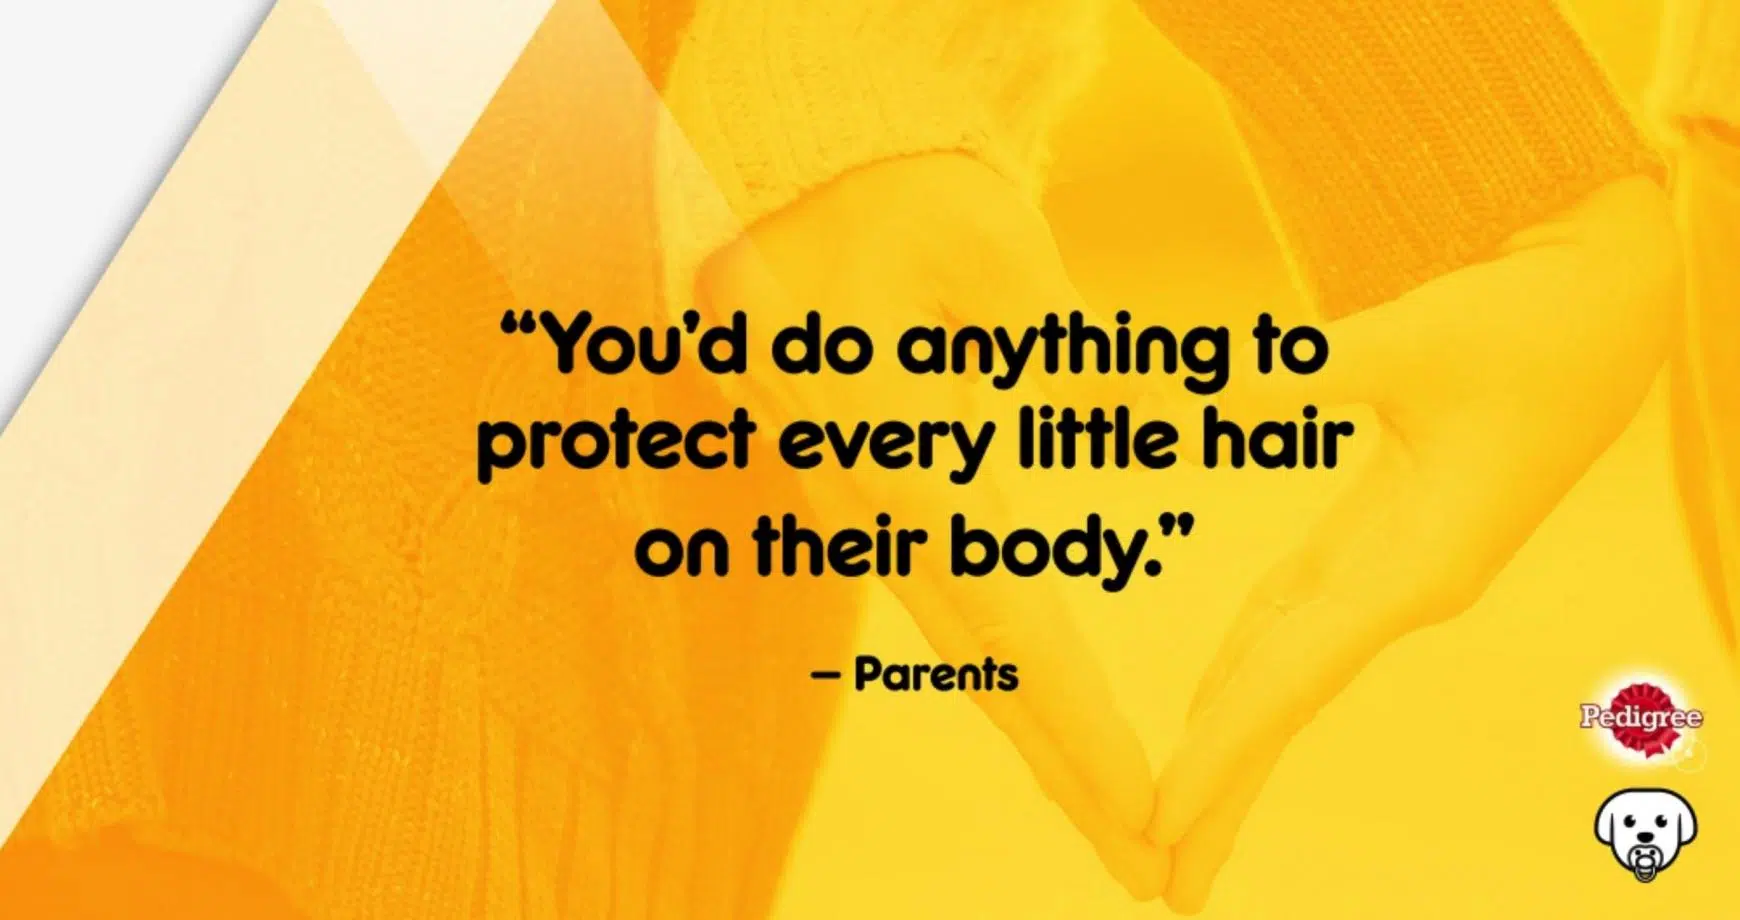 “You’d do anything to
protect every little hair
on their body.”
– Parents
Pedigree